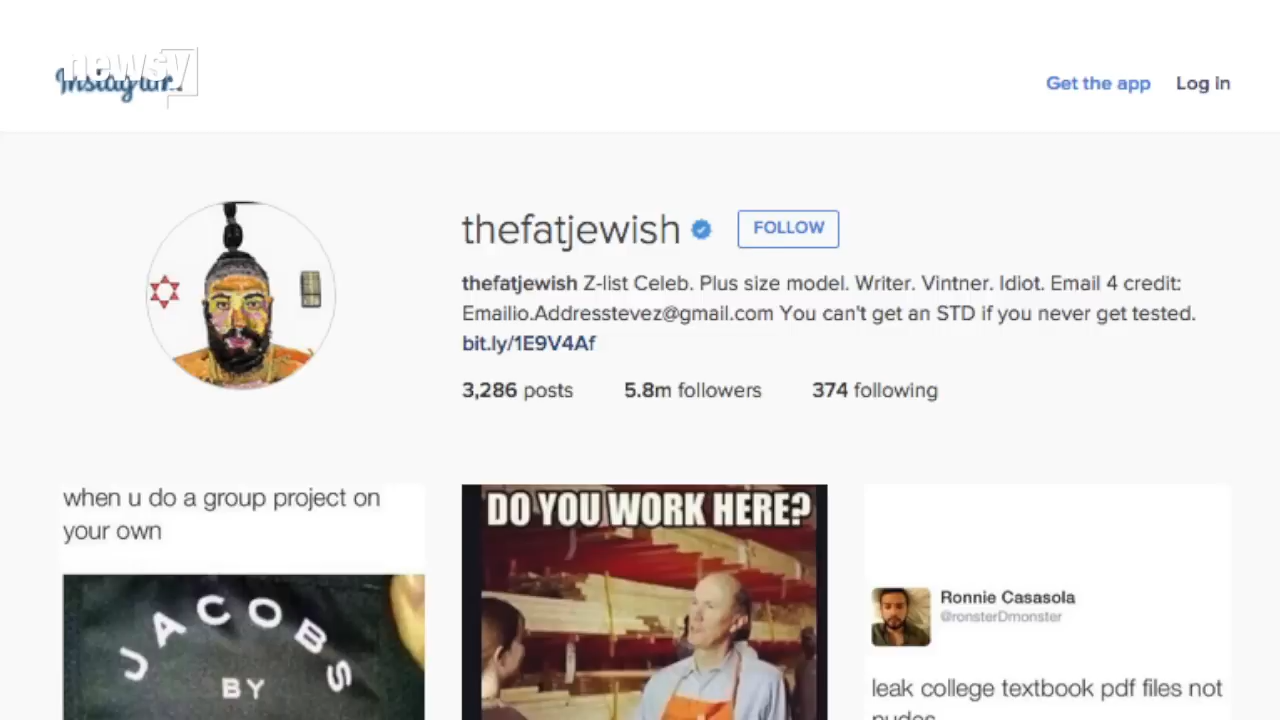 newsy
Instagram
Get the app
Log in
thefatjewish
FOLLOW
thefatjewish Z-list Celeb. Plus size model. Writer. Vintner. Idiot. Email 4 credit:
Emailio.Addresstevez@gmail.com You can't get an STD if you never get tested.
bit.ly/1E9V4Af
3,286 posts
5.8m followers
374 following
when u do a group project on
your own
JACOBS
BY
DO YOU WORK HERE?
Ronnie Casasola
@ronsterDmonster
leak college textbook pdf files not
nudes